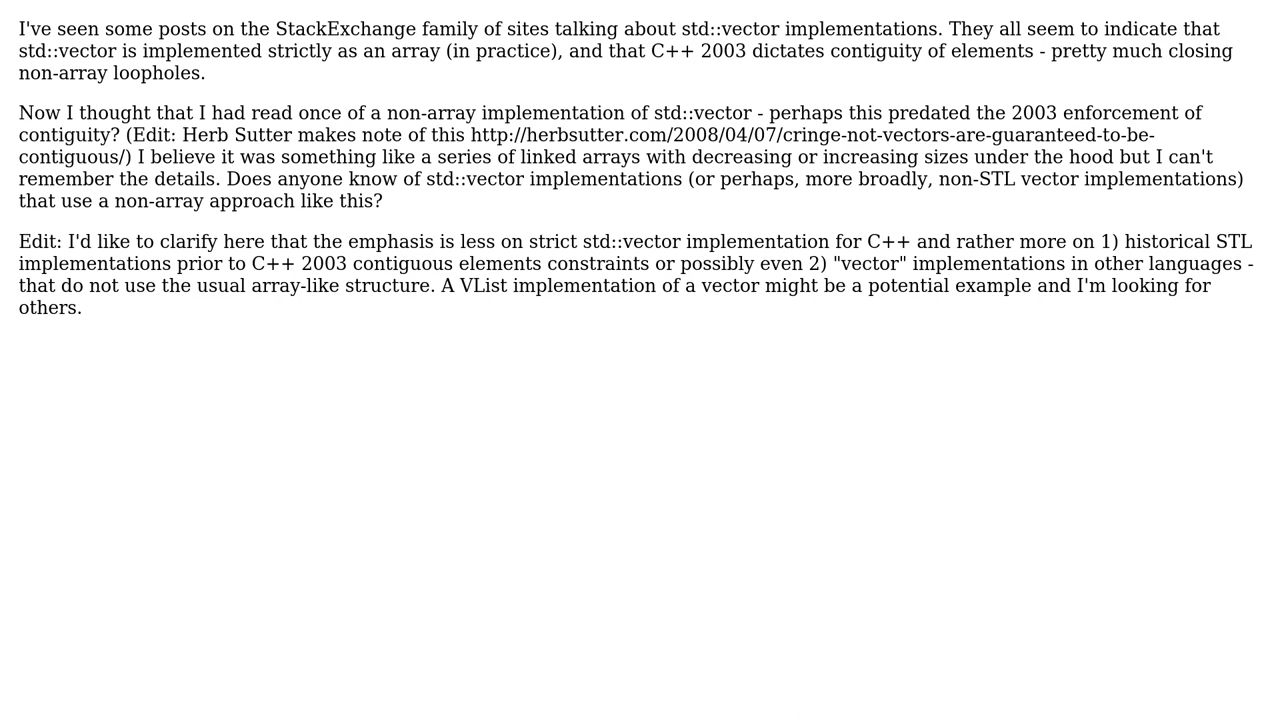 I've seen some posts on the StackExchange family of sites talking about std::vector implementations. They all seem to indicate that
std::vector is implemented strictly as an array (in practice), and that C++ 2003 dictates contiguity of elements - pretty much closing
non-array loopholes.
Now I thought that I had read once of a non-array implementation of std::vector - perhaps this predated the 2003 enforcement of
contiguity? (Edit: Herb Sutter makes note of this http://herbsutter.com/2008/04/07/cringe-not-vectors-are-guaranteed-to-be-
contiguous/) I believe it was something like a series of linked arrays with decreasing or increasing sizes under the hood but I can't
remember the details. Does anyone know of std::vector implementations (or perhaps, more broadly, non-STL vector implementations)
that use a non-array approach like this?
Edit: I'd like to clarify here that the emphasis is less on strict std::vector implementation for C++ and rather more on 1) historical STL
implementations prior to C++ 2003 contiguous elements constraints or possibly even 2) "vector" implementations in other languages -
that do not use the usual array-like structure. A VList implementation of a vector might be a potential example and I'm looking for
others.